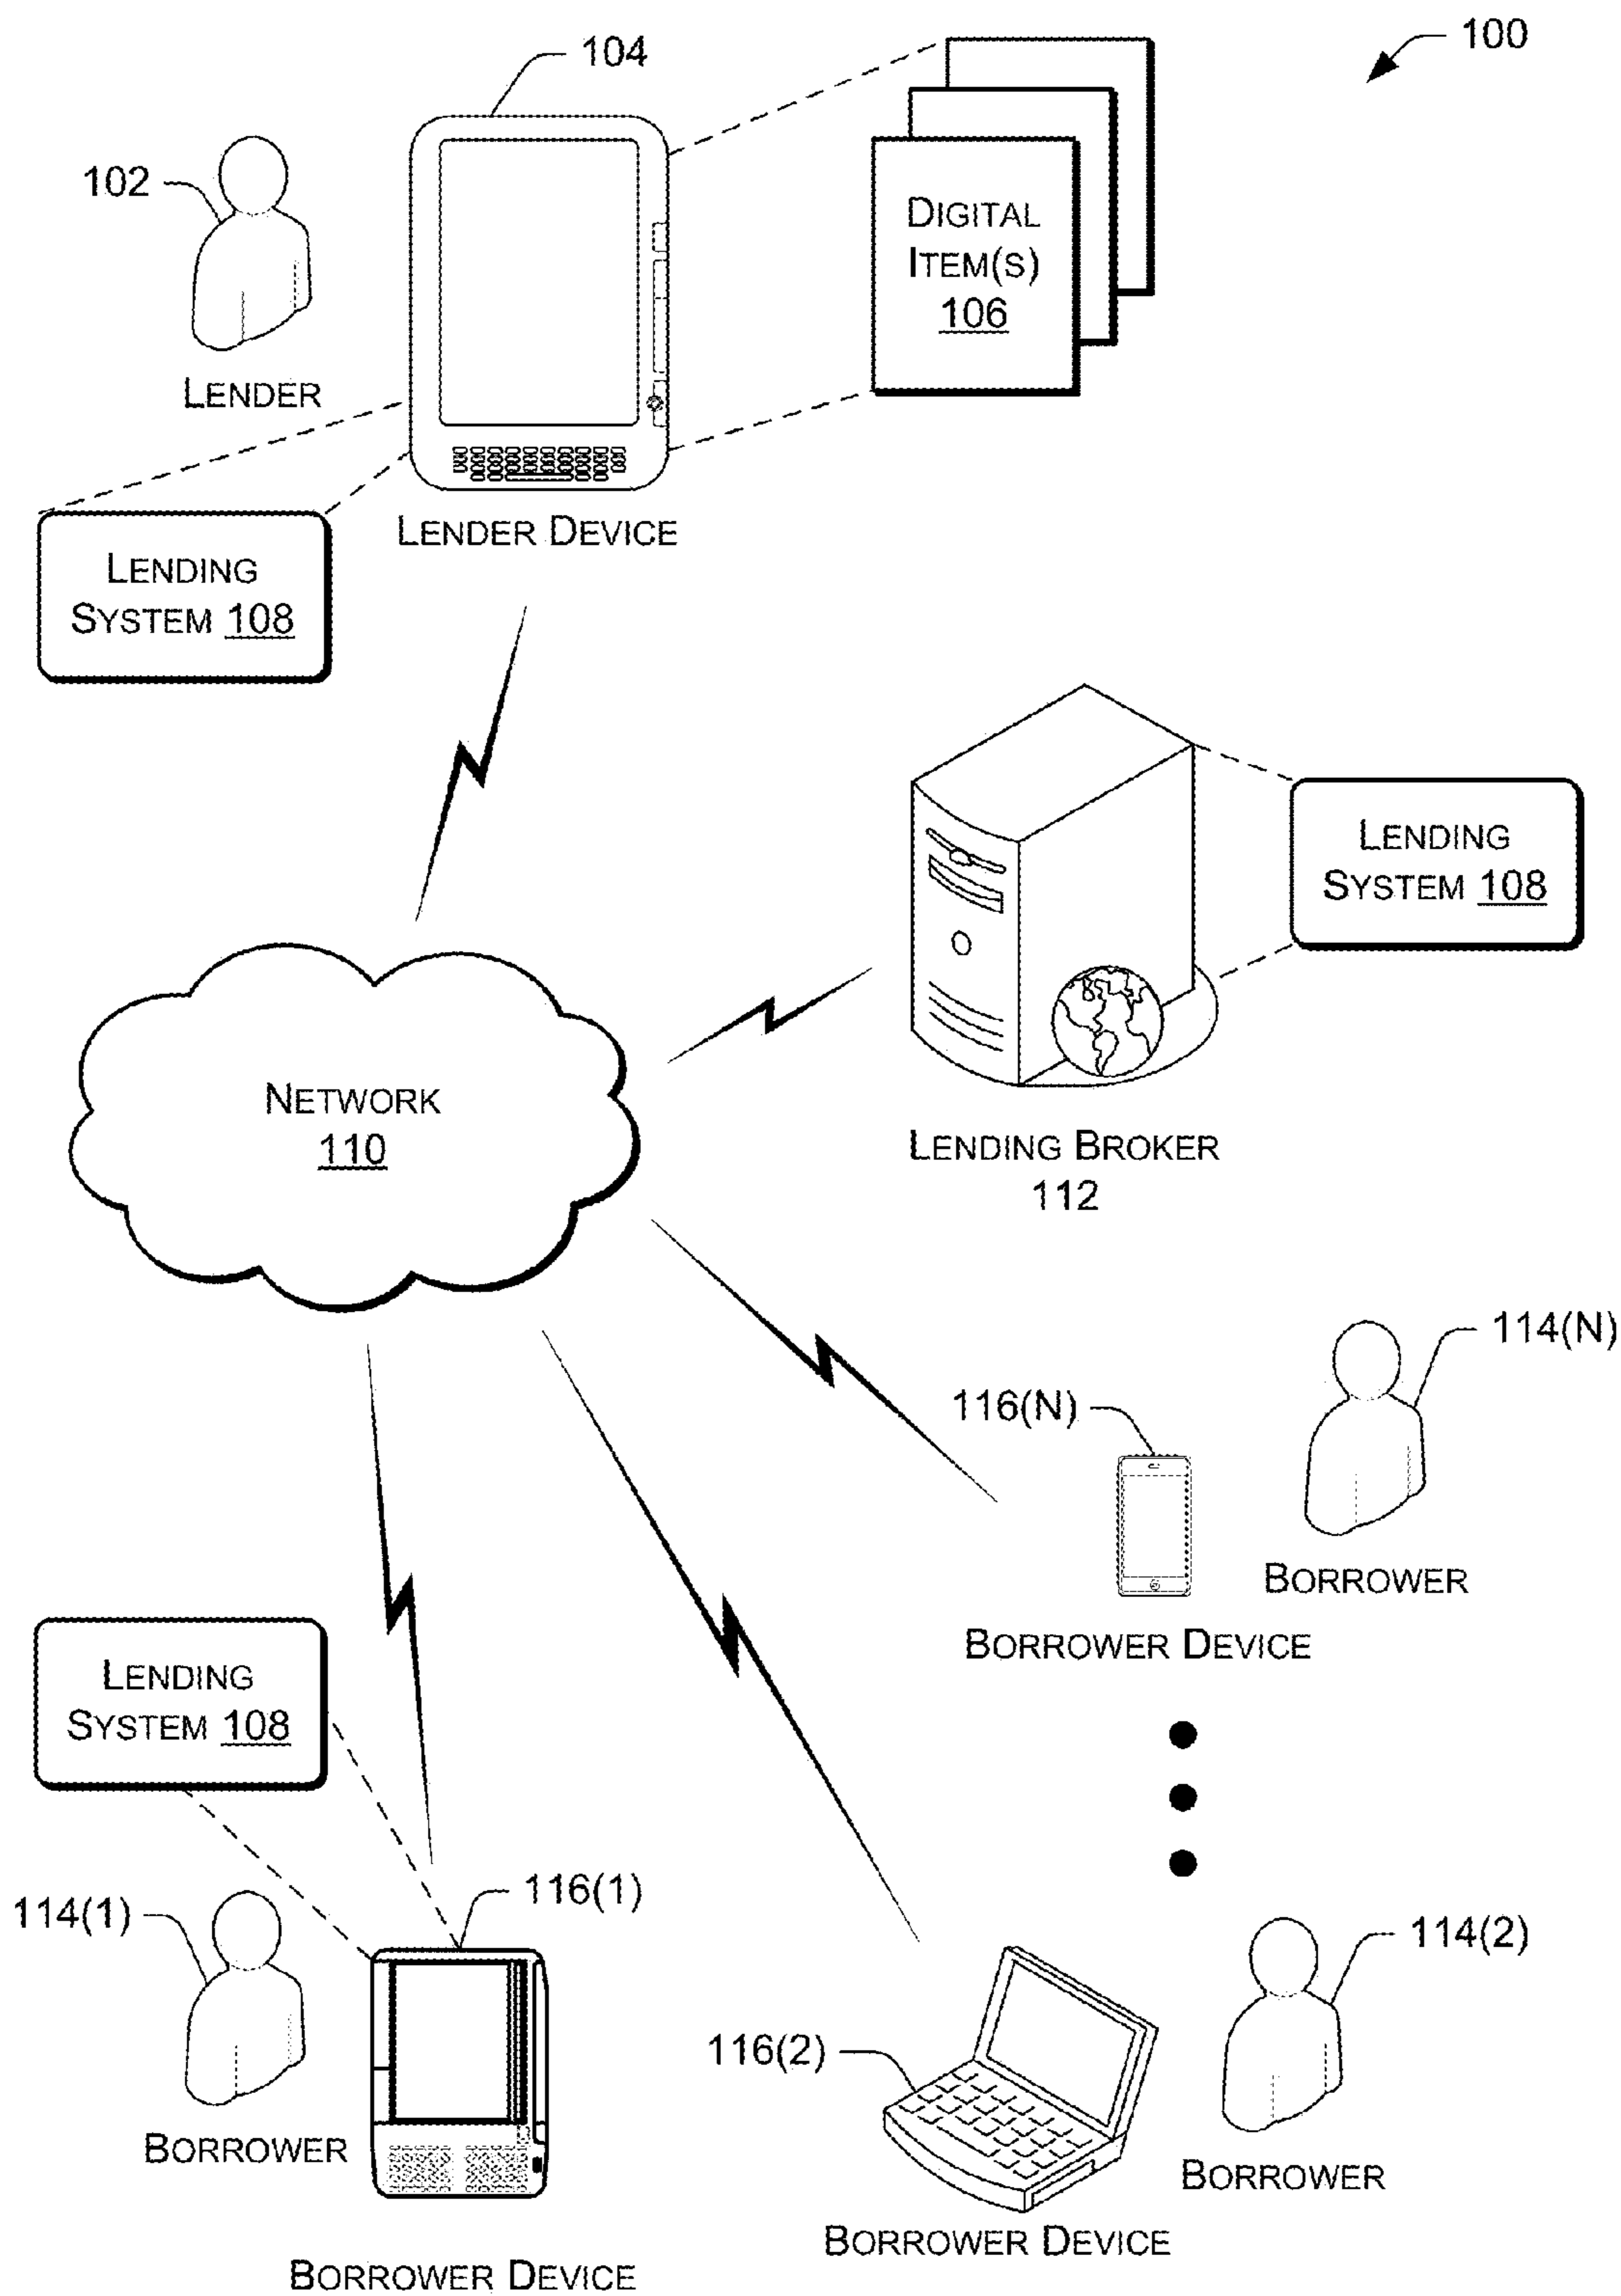 100
104
102
DIGITAL
ITEM(S)
106
LENDER
LENDER DEVICE
LENDING
SYSTEM 108
LENDING
SYSTEM 108
NETWORK
110
LENDING BROKER
112
114(N)
116(N)
BORROWER
BORROWER DEVICE
LENDING
SYSTEM 108
116(1)
114(1)
BORROWER
BORROWER DEVICE
114(2)
116(2)
BORROWER
BORROWER DEVICE